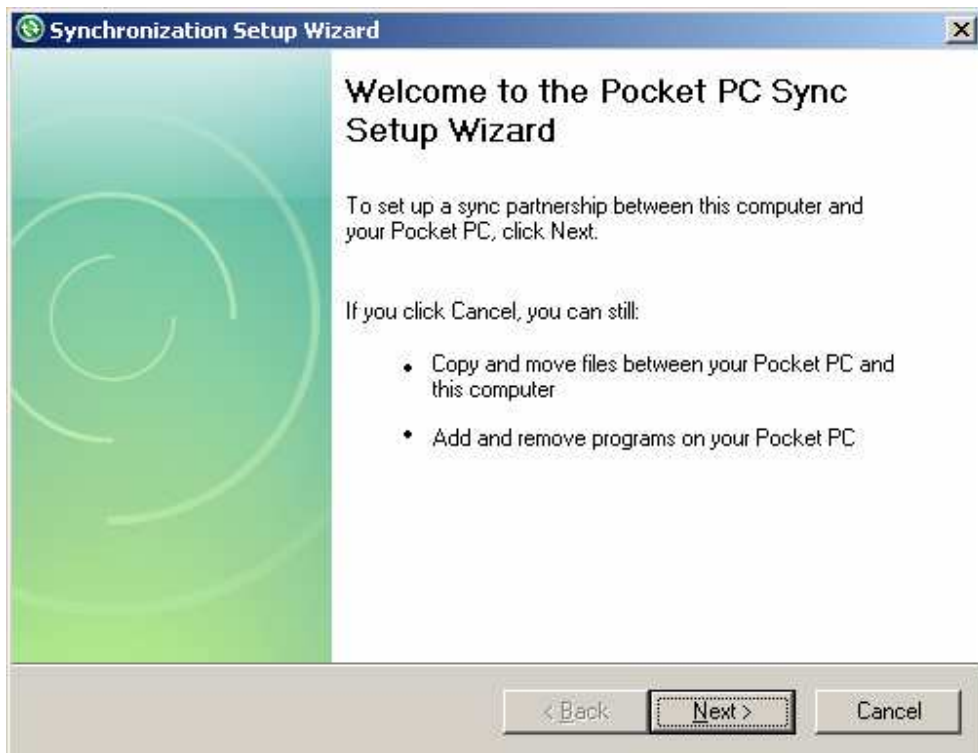 Synchronization Setup Wizard
Welcome to the Pocket PC Sync
Setup Wizard
To set up a sync partnership between this computer and
your Pocket PC, click Next.
If you click Cancel, you can still:
• Copy and move files between your Pocket PC and
this computer
• Add and remove programs on your Pocket PC
< Back
Next >
Cancel